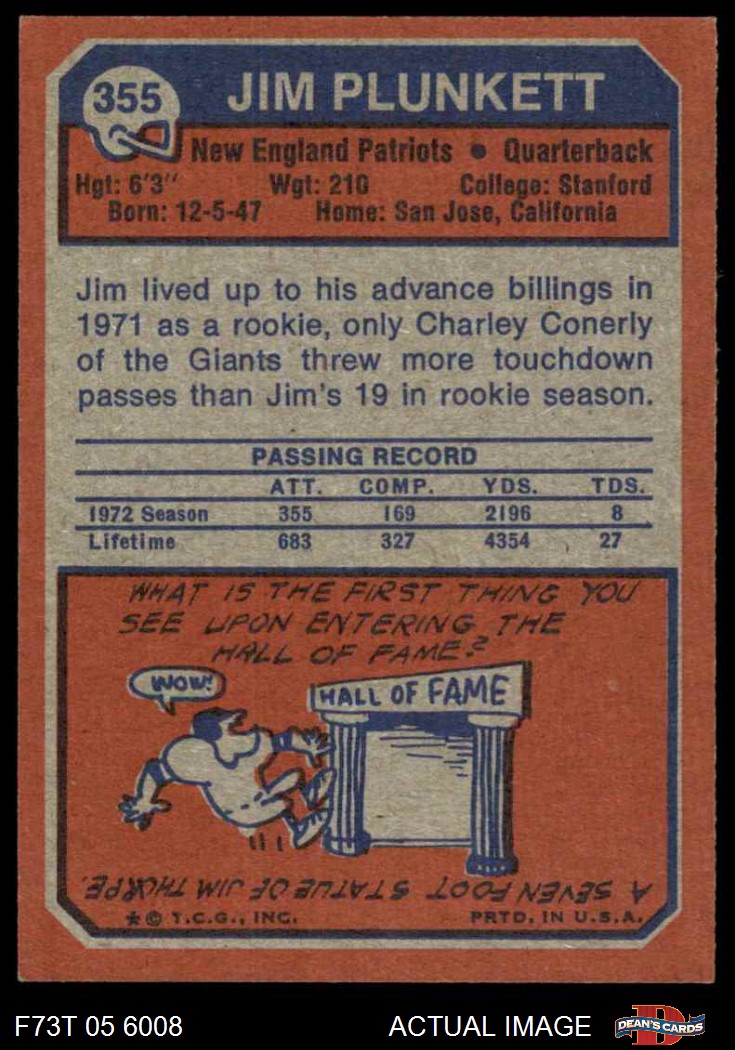 355
JIM PLUNKETT
New England Patriots • Quarterback
Hgt: 6'3" Wgt: 210 College: Stanford
Born: 12-5-47 Home: San Jose, California
Jim lived up to his advance billings in
1971 as a rookie, only Charley Conerly
of the Giants threw more touchdown
passes than Jim's 19 in rookie season.
PASSING RECORD
ATT. COMP. YDS. TDS.
1972 Season 355 169 2196 8
Lifetime 683 327 4354 27
WHAT IS THE FIRST THING YOU
SEE UPON ENTERING THE
HALL OF FAME?
WOW!
HALL OF FAME
A SEVEN FOOT STATUE OF JIM THORPE.
* © T.C.G., INC. PRTD. IN U.S.A.
F73T 05 6008 ACTUAL IMAGE DEAN'S CARDS